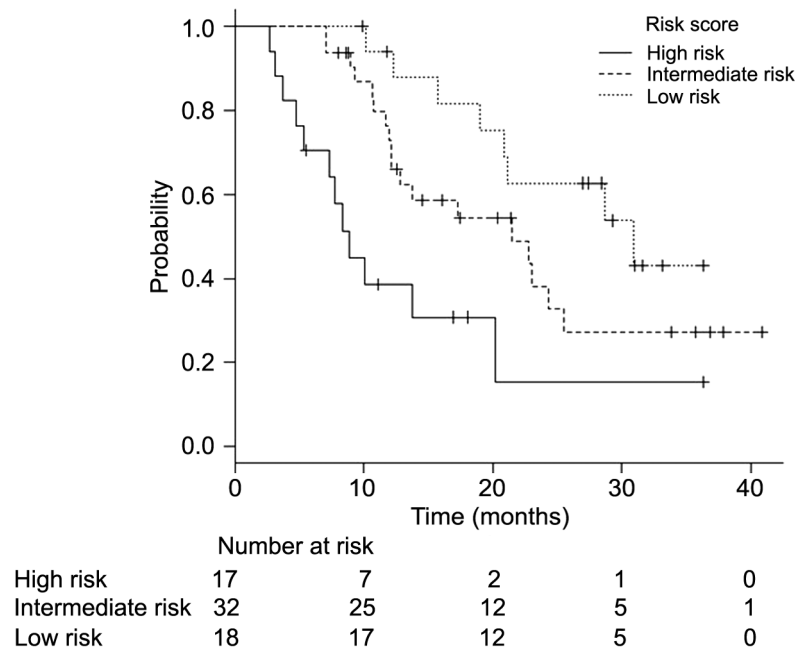 1.0
0.8
0.6
0.4
0.2
0.0
Probability
Risk score
High risk
Intermediate risk
Low risk
0 10 20 30 40
Time (months)
Number at risk
High risk 17 7 2 1 0
Intermediate risk 32 25 12 5 1
Low risk 18 17 12 5 0